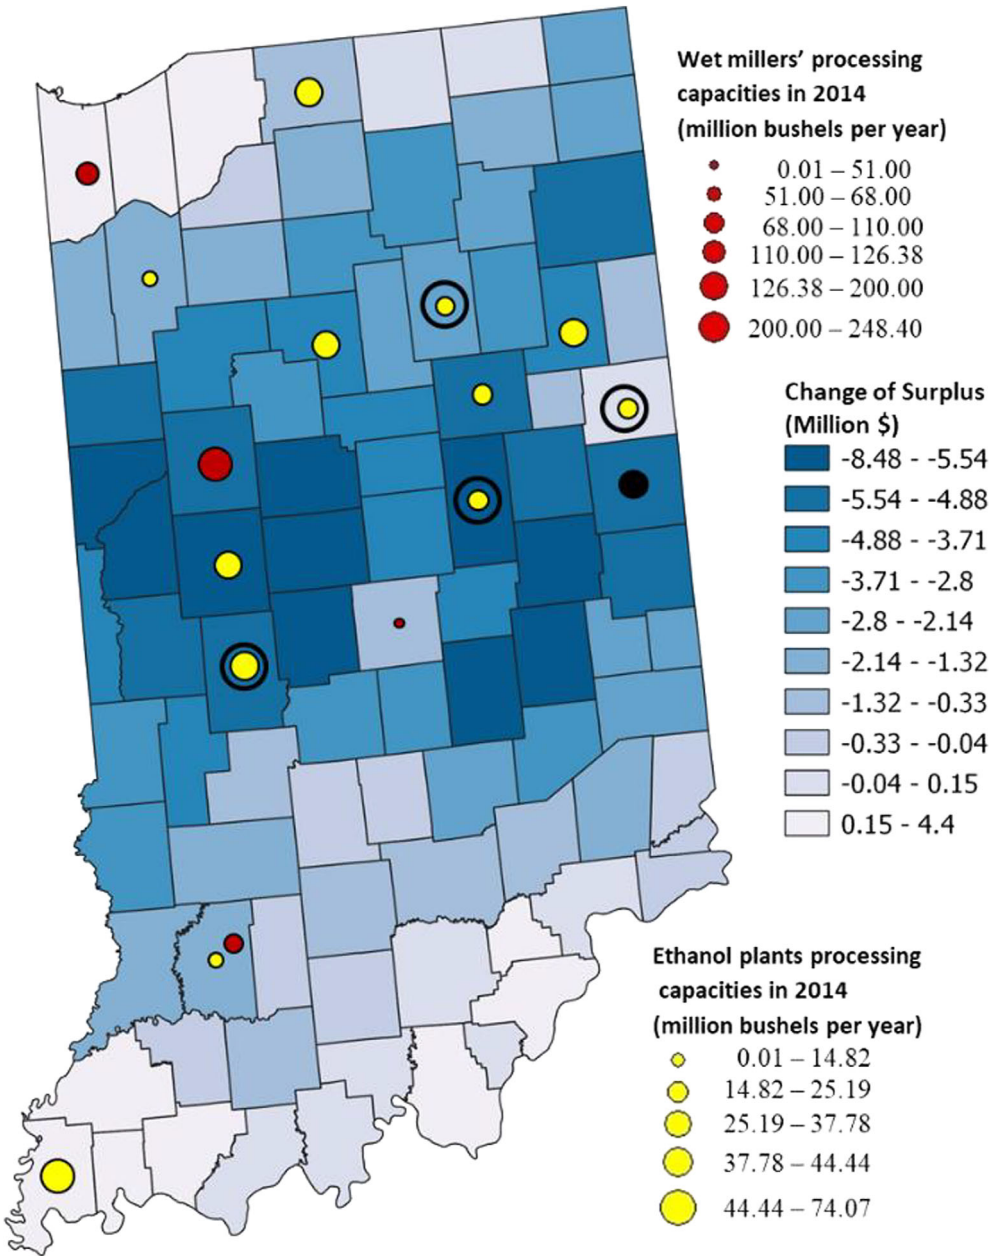 Wet millers’ processing
capacities in 2014
(million bushels per year)
0.01 – 51.00
51.00 – 68.00
68.00 – 110.00
110.00 – 126.38
126.38 – 200.00
200.00 – 248.40
Change of Surplus
(Million $)
-8.48 - -5.54
-5.54 - -4.88
-4.88 - -3.71
-3.71 - -2.8
-2.8 - -2.14
-2.14 - -1.32
-1.32 - -0.33
-0.33 - -0.04
-0.04 - 0.15
0.15 - 4.4
Ethanol plants processing
capacities in 2014
(million bushels per year)
0.01 – 14.82
14.82 – 25.19
25.19 – 37.78
37.78 – 44.44
44.44 – 74.07